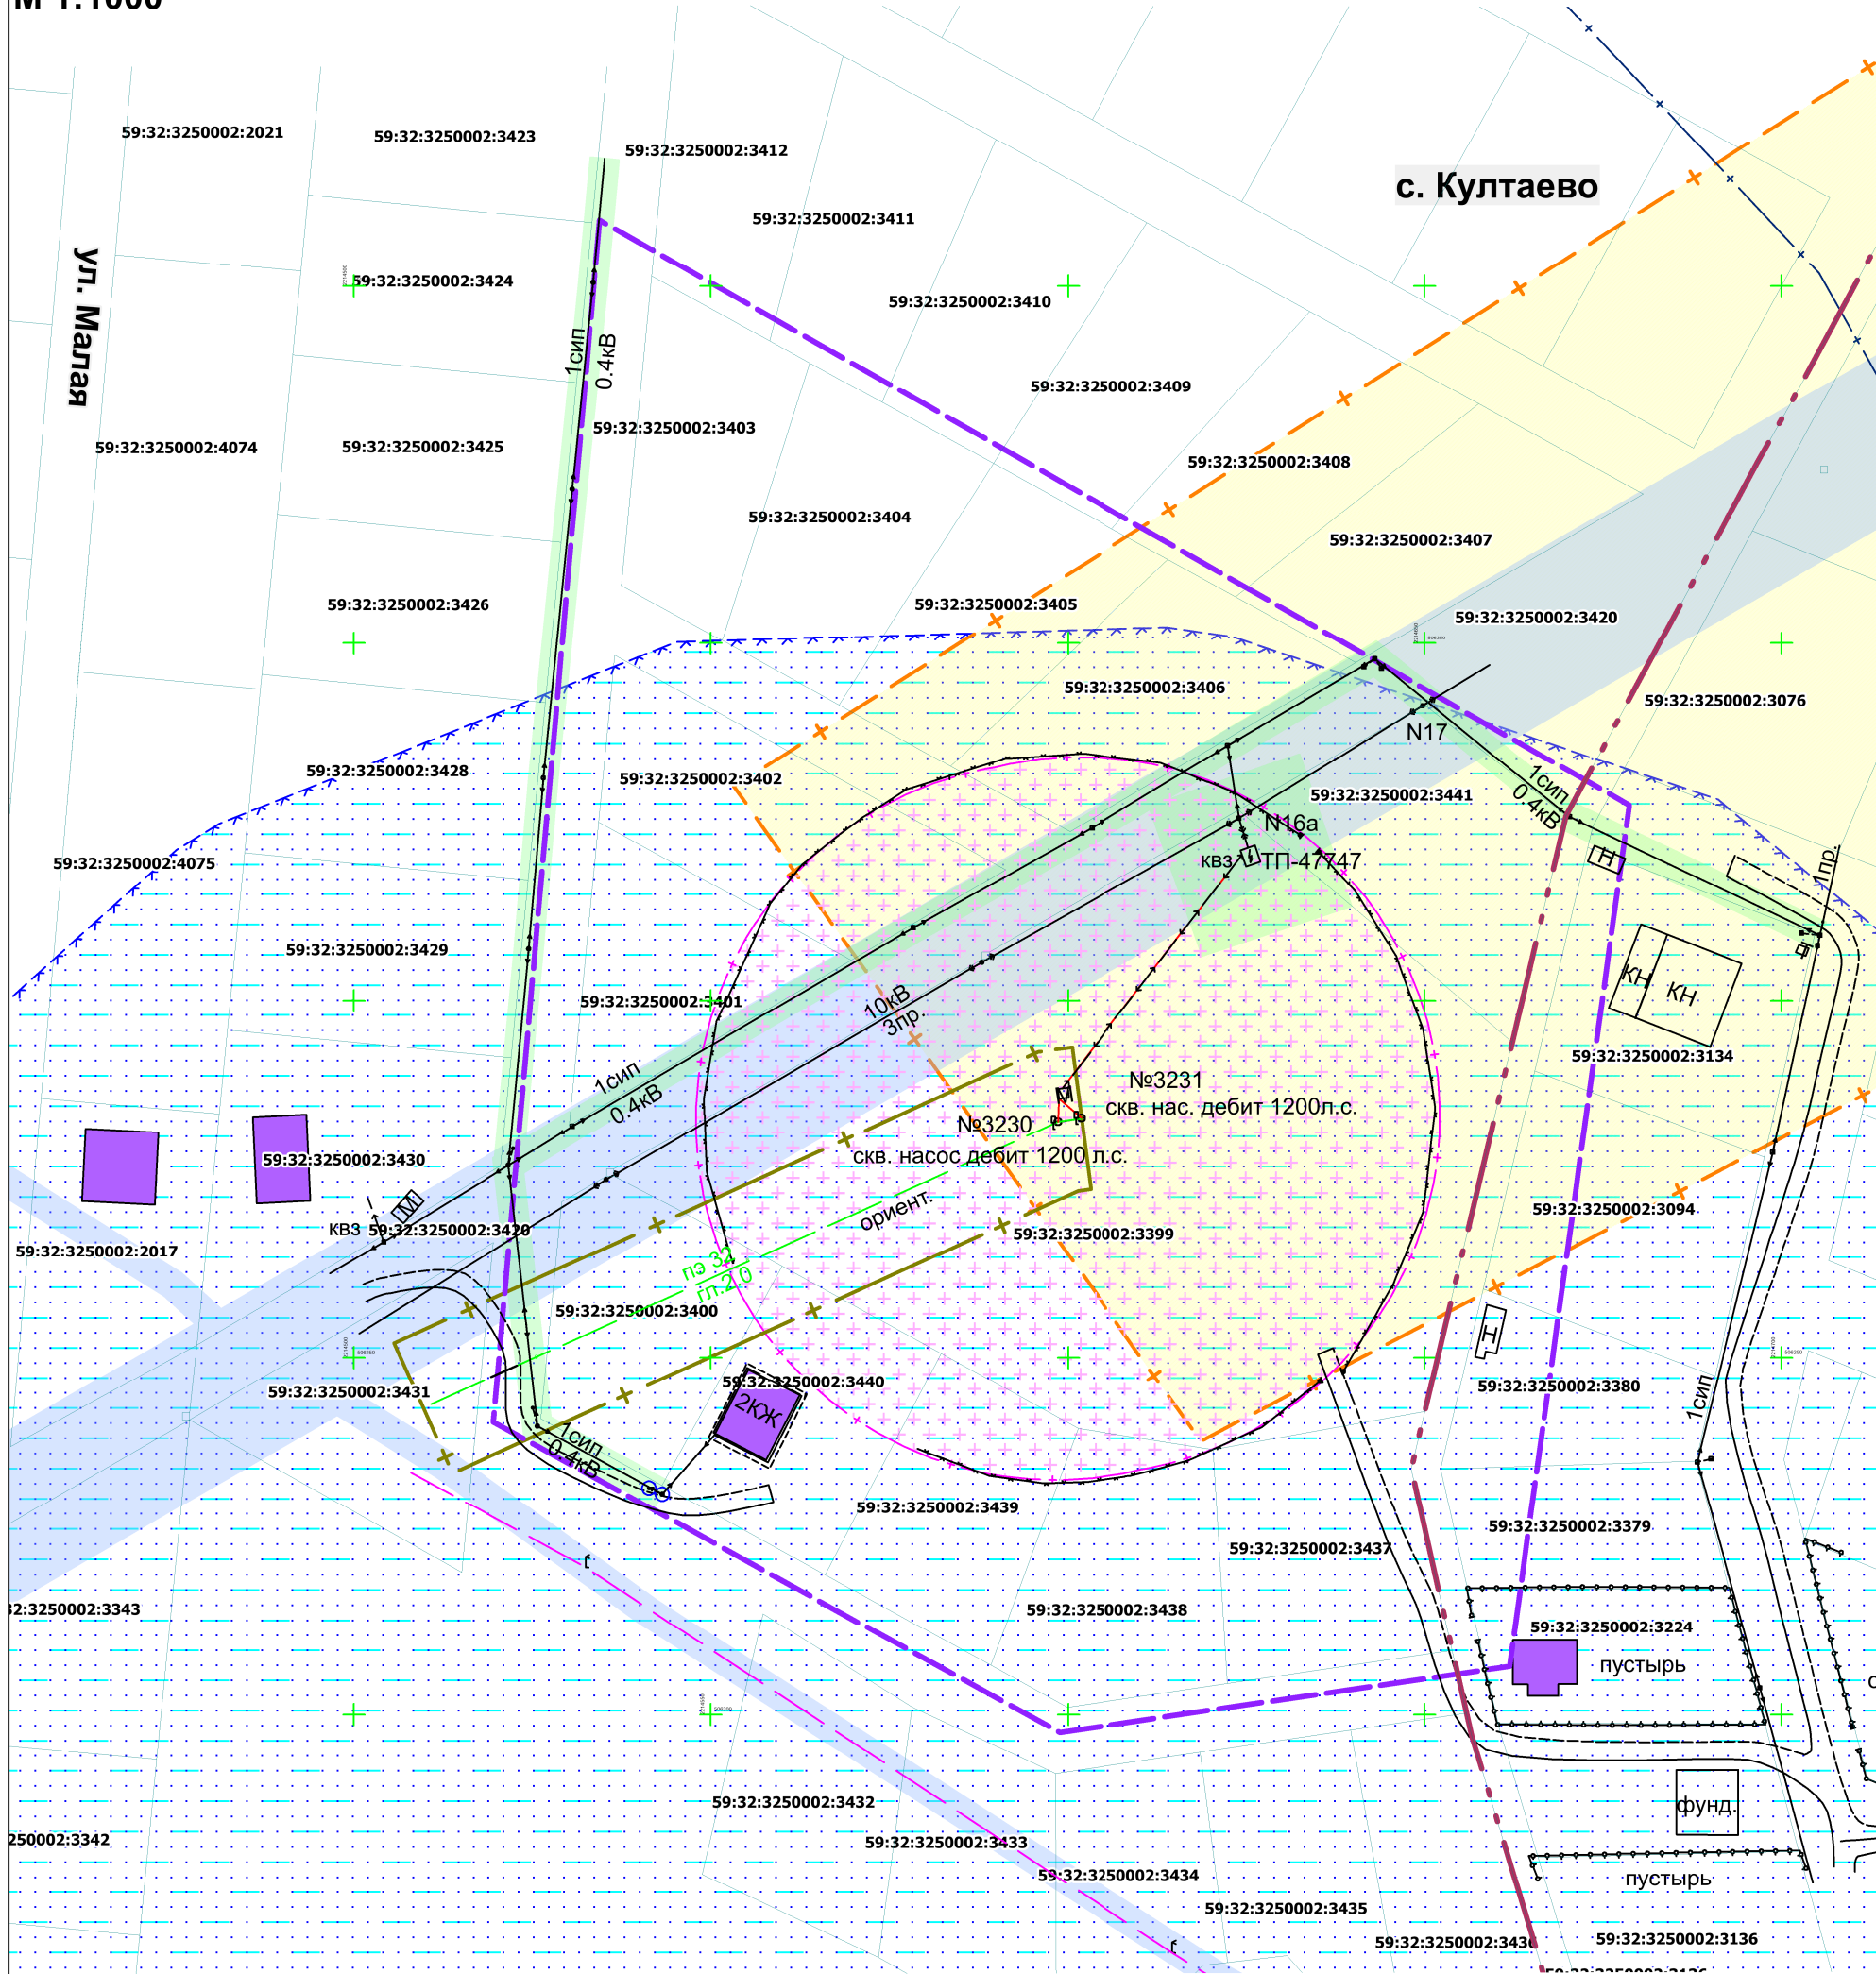 М 1:1000
59:32:3250002:2021
59:32:3250002:3423
59:32:3250002:3412
с. Култаево
59:32:3250002:3411
ул. Малая
59:32:3250002:3424
59:32:3250002:3410
1сип
0.4кВ
59:32:3250002:3409
59:32:3250002:4074
59:32:3250002:3425
59:32:3250002:3403
59:32:3250002:3408
59:32:3250002:3404
59:32:3250002:3407
59:32:3250002:3426
59:32:3250002:3405
59:32:3250002:3420
59:32:3250002:3406
59:32:3250002:3076
N17
59:32:3250002:3428
59:32:3250002:3402
59:32:3250002:3441
1сип
0.4кВ
N16а
59:32:3250002:4075
квз
ТП-47747
Н
1пр.
59:32:3250002:3429
КН
КН
59:32:3250002:3401
10кВ
3пр.
59:32:3250002:3134
1сип
0.4кВ
№3231
скв. нас. дебит 1200л.с.
М
№3230
скв. насос дебит 1200 л.с.
59:32:3250002:3430
М
квз
59:32:3250002:3420
ориент.
59:32:3250002:3399
59:32:3250002:3094
59:32:3250002:2017
пэ 32
гл.2.0
59:32:3250002:3400
Н
59:32:3250002:3431
59:32:3250002:3440
2КЖ
59:32:3250002:3380
1сип
1сип
0.4кВ
59:32:3250002:3439
59:32:3250002:3379
59:32:3250002:3437
32:3250002:3343
59:32:3250002:3438
59:32:3250002:3224
пустырь
59:32:3250002:3432
фунд.
250002:3342
59:32:3250002:3433
59:32:3250002:3434
пустырь
59:32:3250002:3435
59:32:3250002:3436
59:32:3250002:3136